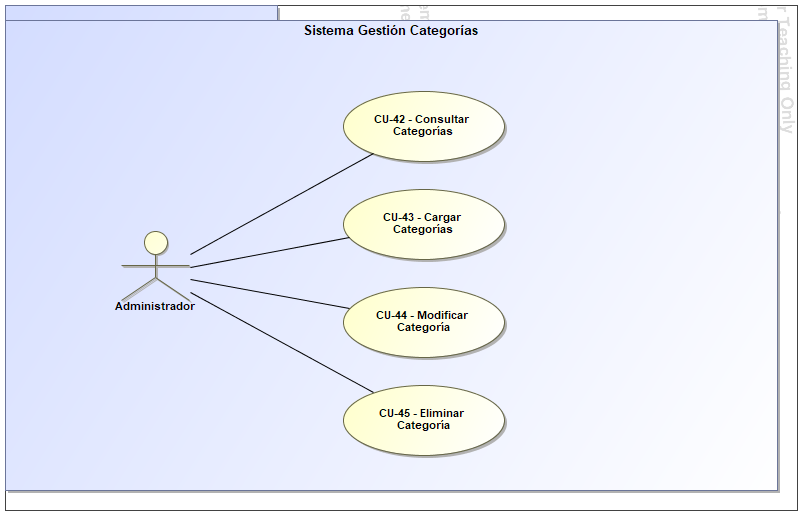 Sistema Gestión Categorías
CU-42 - Consultar
Categorías
CU-43 - Cargar
Categorías
Administrador
CU-44 - Modificar
Categoría
CU-45 - Eliminar
Categoría
Teaching Only